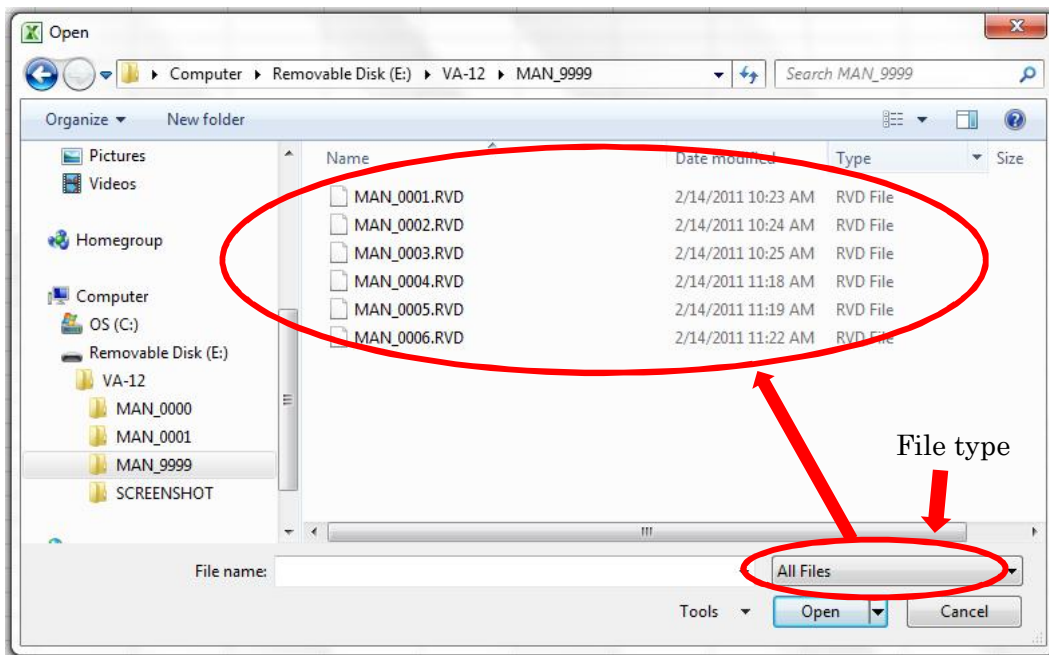 Open
Computer Removable Disk (E:) VA-12 MAN_9999 Search MAN_9999
Organize New folder
Pictures
Videos
Homegroup
Computer
OS (C:)
Removable Disk (E:)
VA-12
MAN_0000
MAN_0001
MAN_9999
SCREENSHOT
Name Date modified Type Size
MAN_0001.RVD 2/14/2011 10:23 AM RVD File
MAN_0002.RVD 2/14/2011 10:24 AM RVD File
MAN_0003.RVD 2/14/2011 10:25 AM RVD File
MAN_0004.RVD 2/14/2011 11:18 AM RVD File
MAN_0005.RVD 2/14/2011 11:19 AM RVD File
MAN_0006.RVD 2/14/2011 11:22 AM RVD File
File type
File name: All Files
Tools Open Cancel